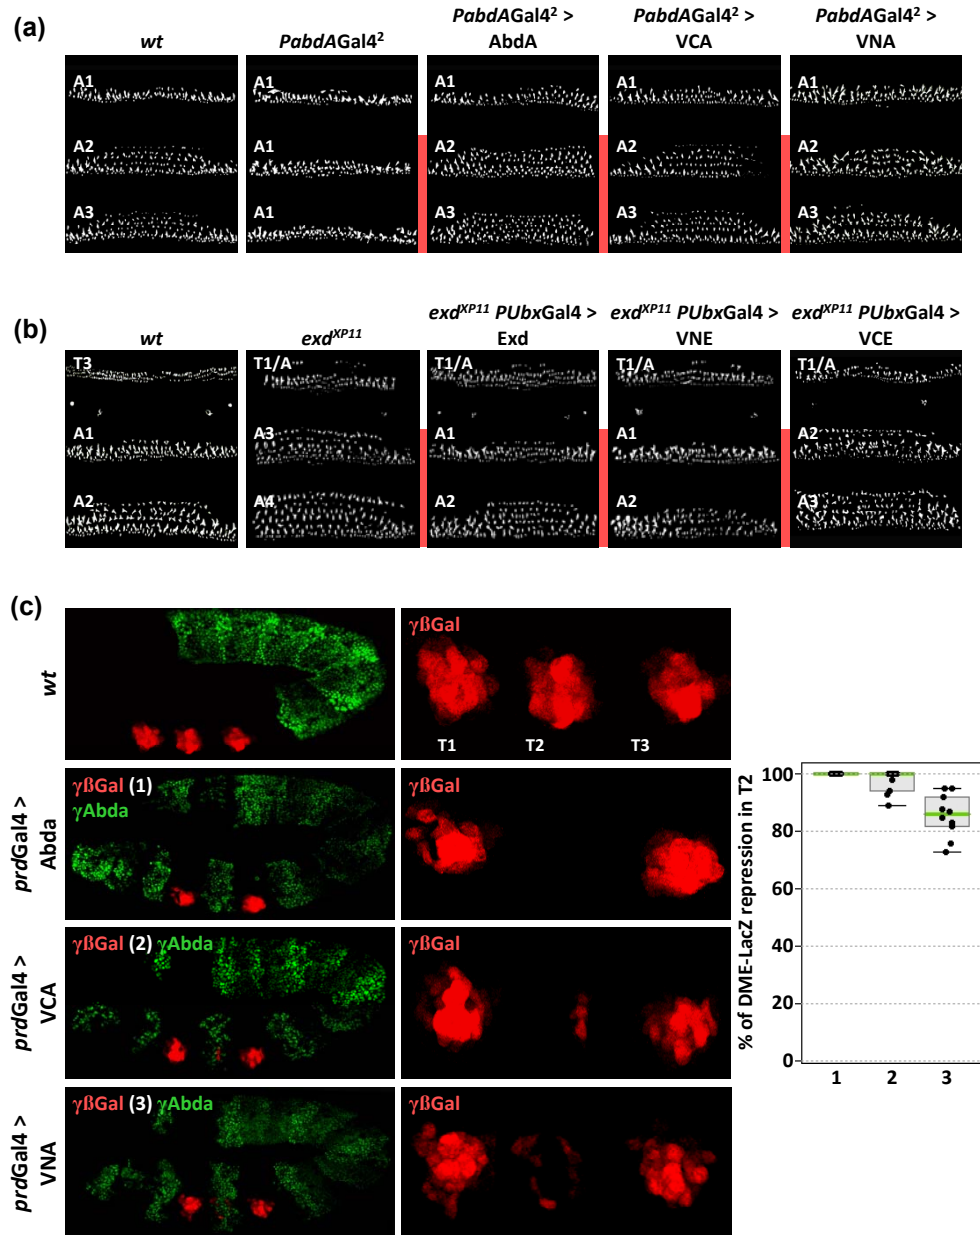 (a)
wt
PabdAGal4²
PabdAGal4² >
AbdA
PabdAGal4² >
VCA
PabdAGal4² >
VNA
A1
A1
A1
A1
A1
A2
A1
A2
A2
A2
A3
A1
A3
A3
A3
(b)
wt
exdXP11
exdXP11 PUbxGal4 >
Exd
exdXP11 PUbxGal4 >
VNE
exdXP11 PUbxGal4 >
VCE
T3
T1/A
T1/A
T1/A
T1/A
A1
A3
A1
A1
A2
A2
A4
A2
A2
A3
(c)
wt
γßGal
T1 T2 T3
prdGal4 >
Abda
γßGal (1)
γAbda
γßGal
prdGal4 >
VCA
γßGal (2) γAbda
γßGal
prdGal4 >
VNA
γßGal (3) γAbda
γßGal
% of DME-LacZ repression in T2
100
80
60
40
20
0
1 2 3